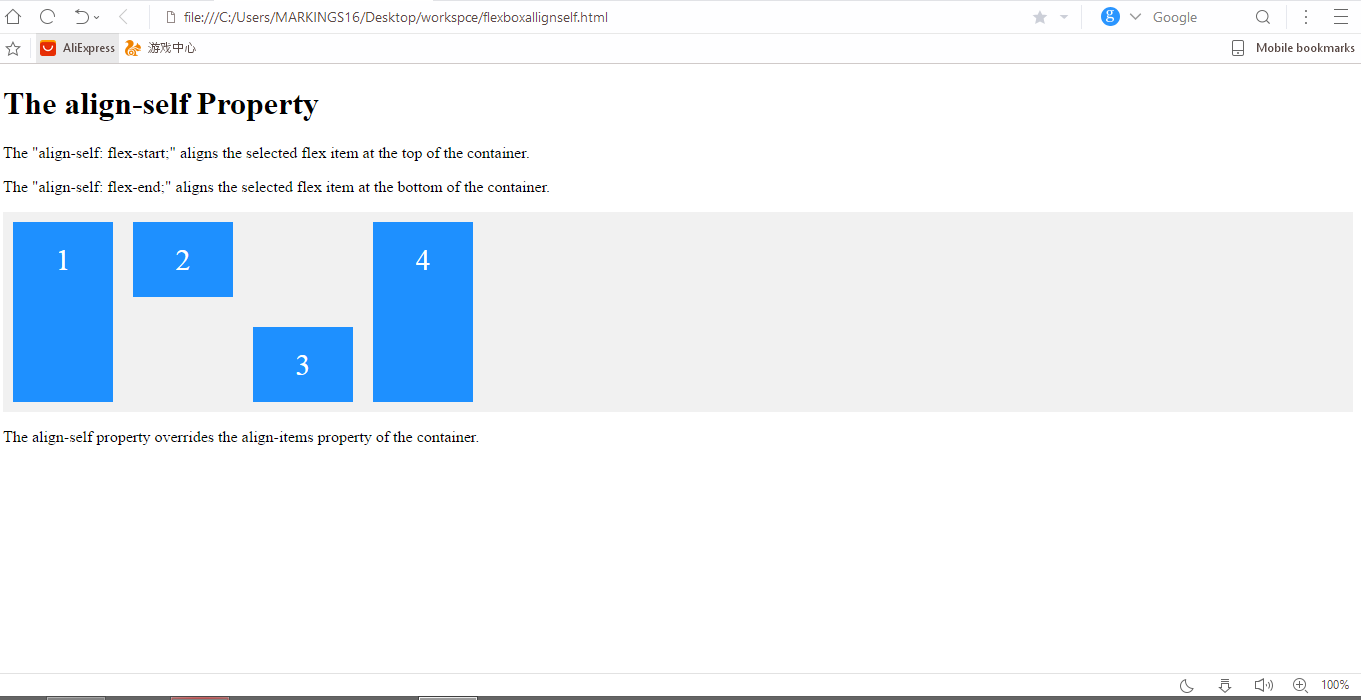 file:///C:/Users/MARKINGS16/Desktop/workspce/flexboxallignself.html
g Google
AliExpress 游戏中心 Mobile bookmarks
The align-self Property
The "align-self: flex-start;" aligns the selected flex item at the top of the container.
The "align-self: flex-end;" aligns the selected flex item at the bottom of the container.
1 2 4
3
The align-self property overrides the align-items property of the container.
100%